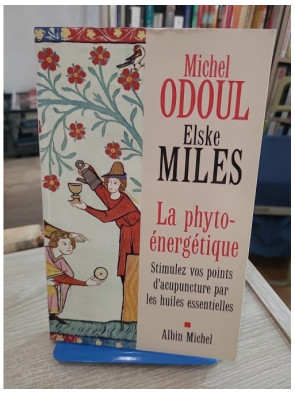 Michel
ODOUL
Elske
MILES
La phyto-
énergétique
Stimulez vos points
d'acupuncture par
les huiles essentielles
Albin Michel